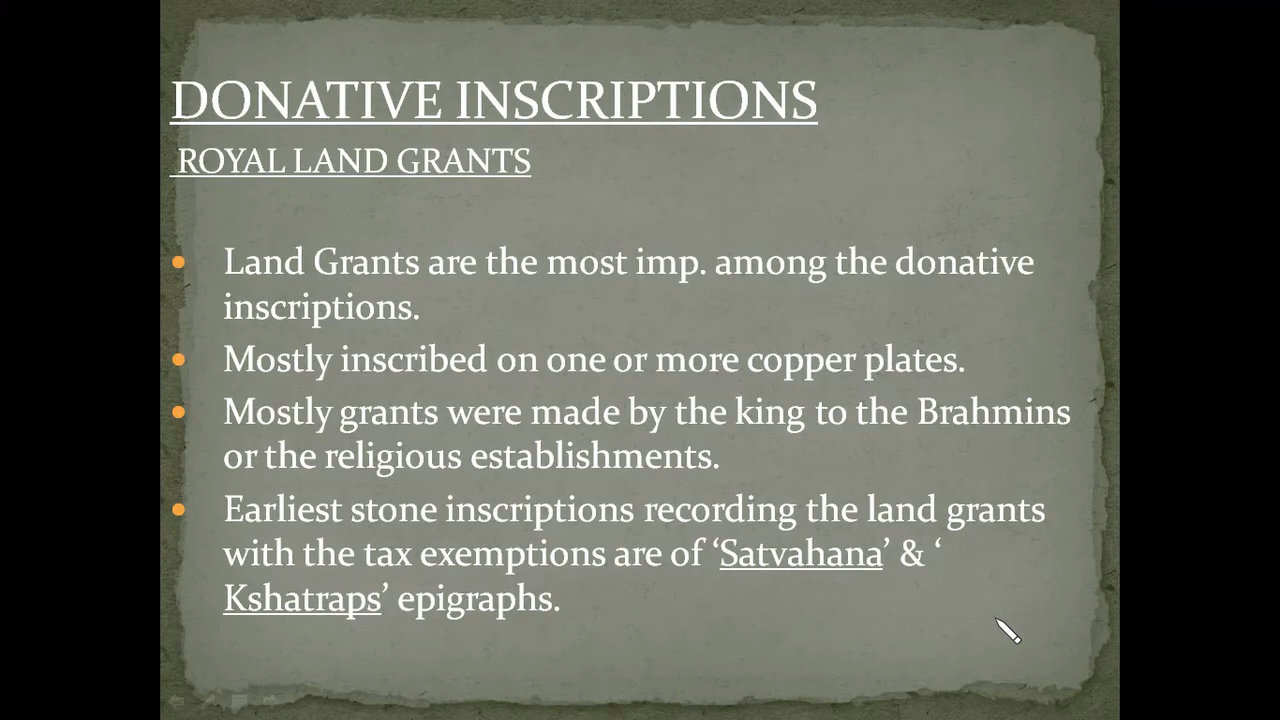 DONATIVE INSCRIPTIONS
ROYAL LAND GRANTS
• Land Grants are the most imp. among the donative
inscriptions.
• Mostly inscribed on one or more copper plates.
• Mostly grants were made by the king to the Brahmins
or the religious establishments.
• Earliest stone inscriptions recording the land grants
with the tax exemptions are of ‘Satvahana’ & ‘
Kshatraps’ epigraphs.